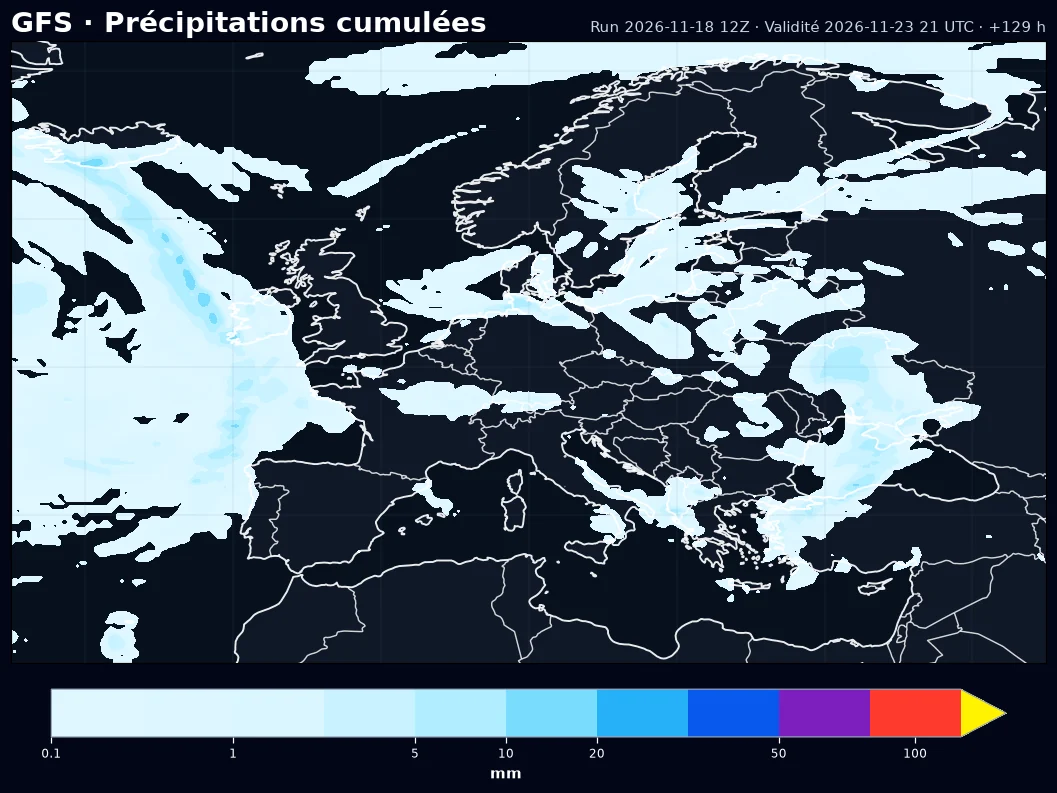 GFS · Précipitations cumulées
Run 2026-11-18 12Z · Validité 2026-11-23 21 UTC · +129 h
0.1 1 5 10 20 50 100
mm